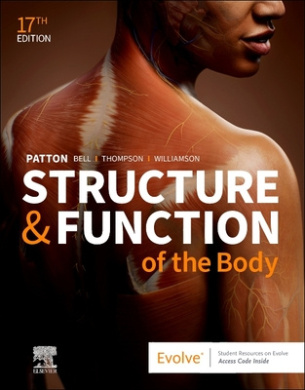 17TH
EDITION
PATTON BELL | THOMPSON | WILLIAMSON
STRUCTURE
& FUNCTION
of the Body
ELSEVIER
Evolve®
Student Resources on Evolve
Access Code Inside